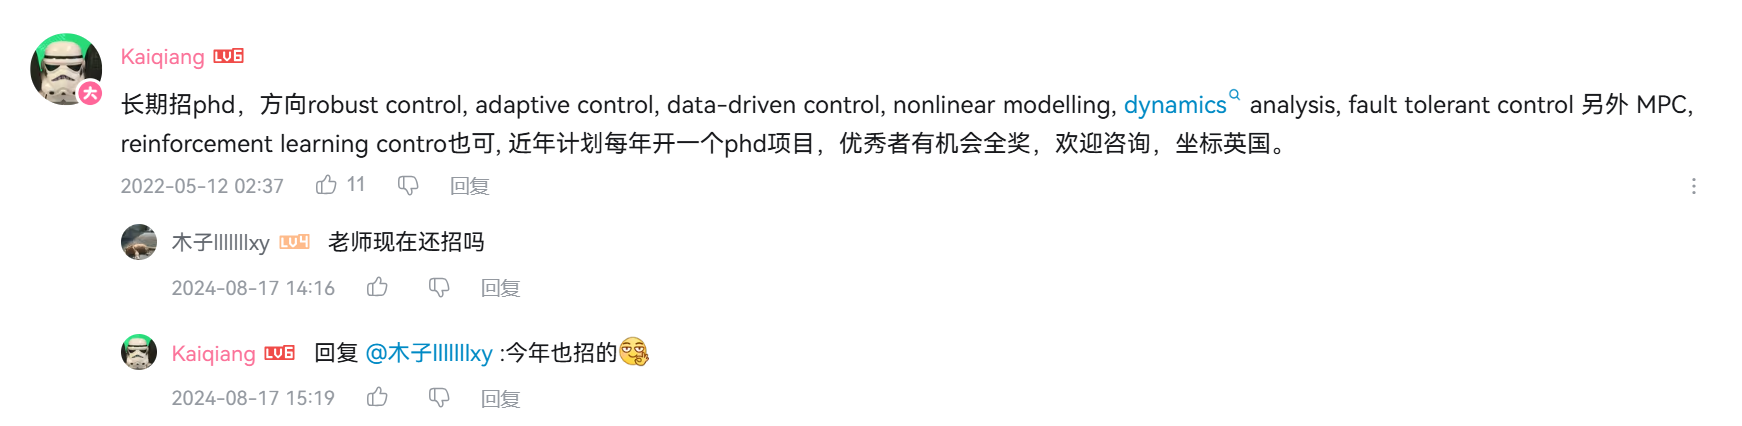 Kaiqiang LV6
长期招phd，方向robust control, adaptive control, data-driven control, nonlinear modelling, dynamics analysis, fault tolerant control 另外 MPC,
reinforcement learning contro也可, 近年计划每年开一个phd项目，优秀者有机会全奖，欢迎咨询，坐标英国。
大
2022-05-12 02:37 11 回复
木子lllllllxy LV4 老师现在还招吗
2024-08-17 14:16 回复
Kaiqiang LV6 回复 @木子lllllllxy :今年也招的
2024-08-17 15:19 回复